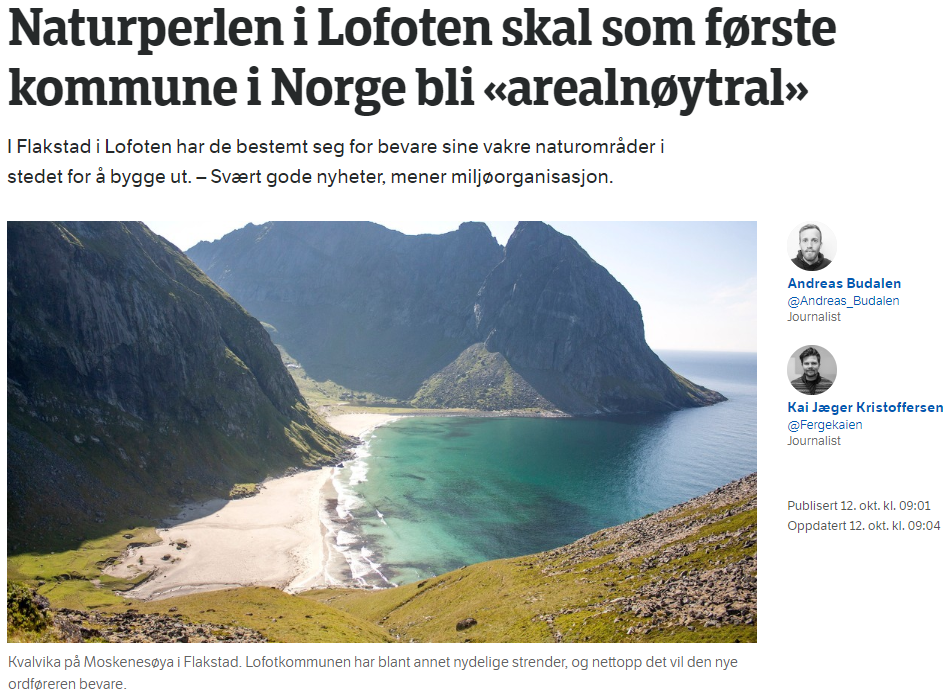 Naturperlen i Lofoten skal som første
kommune i Norge bli «arealnøytral»
I Flakstad i Lofoten har de bestemt seg for bevare sine vakre naturområder i
stedet for å bygge ut. – Svært gode nyheter, mener miljøorganisasjon.
Andreas Budalen
@Andreas_Budalen
Journalist
Kai Jæger Kristoffersen
@Fergekaien
Journalist
Publisert 12. okt. kl. 09:01
Oppdatert 12. okt. kl. 09:04
Kvalvika på Moskenesøya i Flakstad. Lofotkommunen har blant annet nydelige strender, og nettopp det vil den nye
ordføreren bevare.